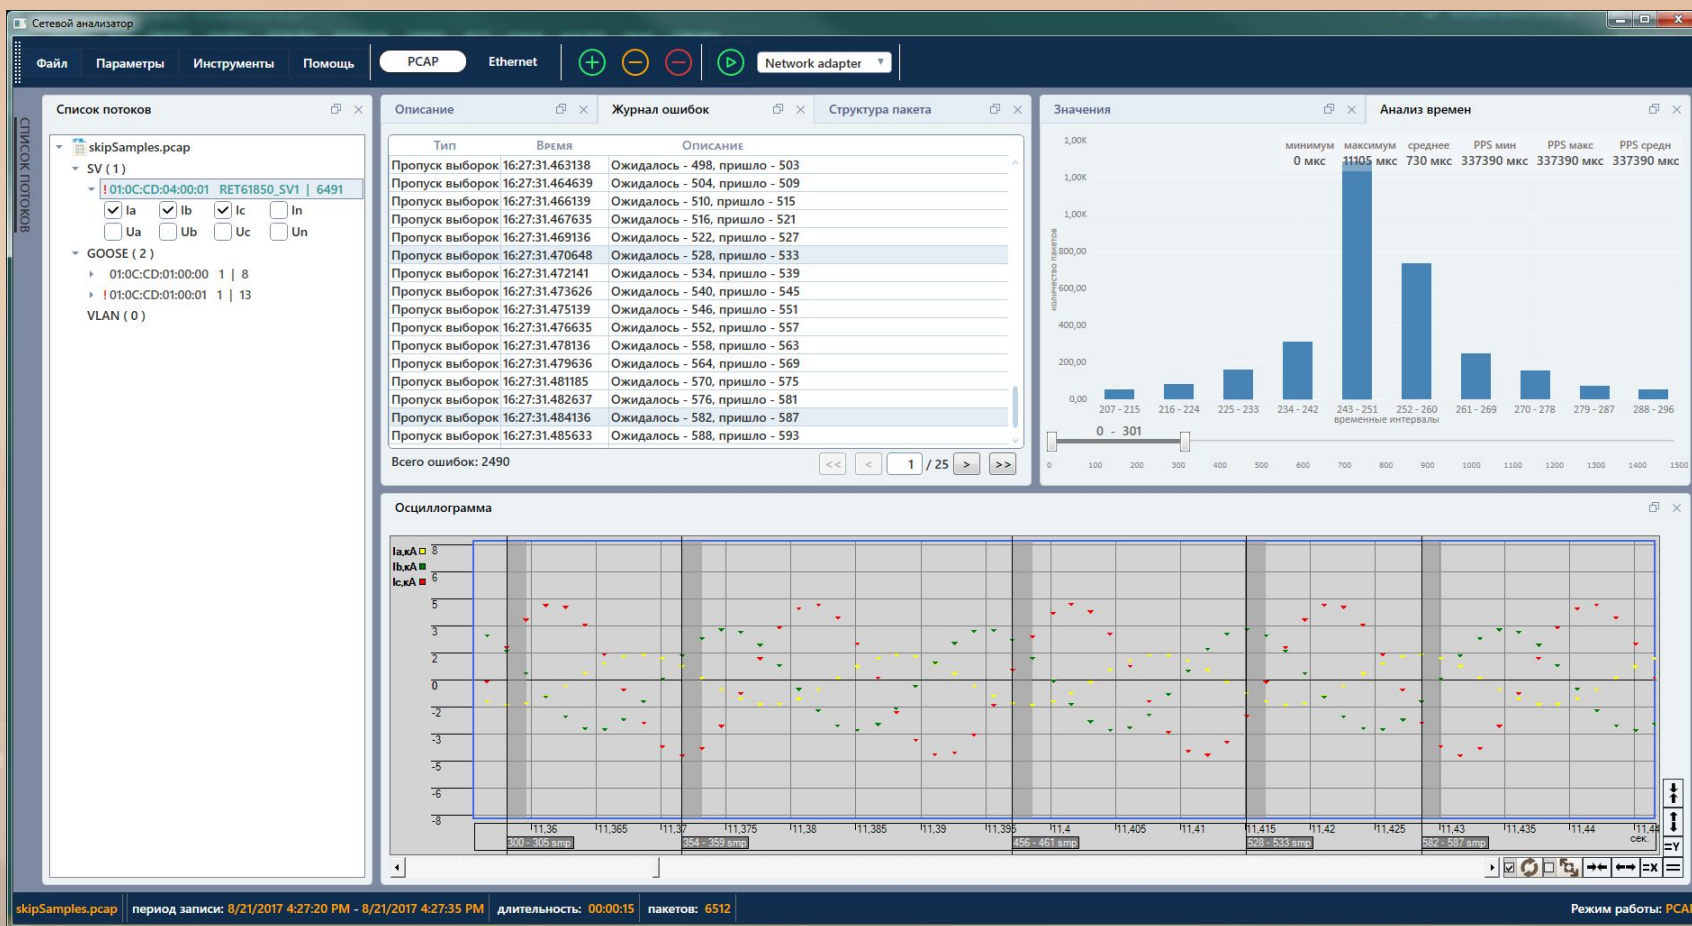 Сетевой анализатор
Файл Параметры Инструменты Помощь PCAP Ethernet Network adapter
СПИСОК ПОТОКОВ
Список потоков
skipSamples.pcap
SV ( 1 )
! 01:0C:CD:04:00:01 RET61850_SV1 | 6491
Ia Ib Ic In
Ua Ub Uc Un
GOOSE ( 2 )
01:0C:CD:01:00:00 1 | 8
! 01:0C:CD:01:00:01 1 | 13
VLAN ( 0 )
Описание Журнал ошибок Структура пакета
Тип Время Описание
Пропуск выборок 16:27:31.463138 Ожидалось - 498, пришло - 503
Пропуск выборок 16:27:31.464639 Ожидалось - 504, пришло - 509
Пропуск выборок 16:27:31.466139 Ожидалось - 510, пришло - 515
Пропуск выборок 16:27:31.467635 Ожидалось - 516, пришло - 521
Пропуск выборок 16:27:31.469136 Ожидалось - 522, пришло - 527
Пропуск выборок 16:27:31.470648 Ожидалось - 528, пришло - 533
Пропуск выборок 16:27:31.472141 Ожидалось - 534, пришло - 539
Пропуск выборок 16:27:31.473626 Ожидалось - 540, пришло - 545
Пропуск выборок 16:27:31.475139 Ожидалось - 546, пришло - 551
Пропуск выборок 16:27:31.476635 Ожидалось - 552, пришло - 557
Пропуск выборок 16:27:31.478136 Ожидалось - 558, пришло - 563
Пропуск выборок 16:27:31.479636 Ожидалось - 564, пришло - 569
Пропуск выборок 16:27:31.481185 Ожидалось - 570, пришло - 575
Пропуск выборок 16:27:31.482637 Ожидалось - 576, пришло - 581
Пропуск выборок 16:27:31.484136 Ожидалось - 582, пришло - 587
Пропуск выборок 16:27:31.485633 Ожидалось - 588, пришло - 593
Всего ошибок: 2490 << < 1 / 25 > >>
Значения Анализ времен
минимум максимум среднее PPS мин PPS макс PPS средн
0 мкс 11105 мкс 730 мкс 337390 мкс 337390 мкс 337390 мкс
количество пакетов
1,00K
1,00K
1,00K
800,00
600,00
400,00
200,00
0,00
207 - 215 216 - 224 225 - 233 234 - 242 243 - 251 252 - 260 261 - 269 270 - 278 279 - 287 288 - 296
временные интервалы
0 - 301
0 100 200 300 400 500 600 700 800 900 1000 1100 1200 1300 1400 1500
Осциллограмма
Ia,кА
Ib,кА
Ic,кА
8
6
5
3
2
0
-2
-3
-5
-6
-8
11,36 11,365 11,37 11,375 11,38 11,385 11,39 11,395 11,4 11,405 11,41 11,415 11,42 11,425 11,43 11,435 11,44 11,44
300 - 305 smp 354 - 359 smp 456 - 461 smp 528 - 533 smp 582 - 587 smp сек.
=Y
=X
skipSamples.pcap период записи: 8/21/2017 4:27:20 PM - 8/21/2017 4:27:35 PM длительность: 00:00:15 пакетов: 6512 Режим работы: PCAP